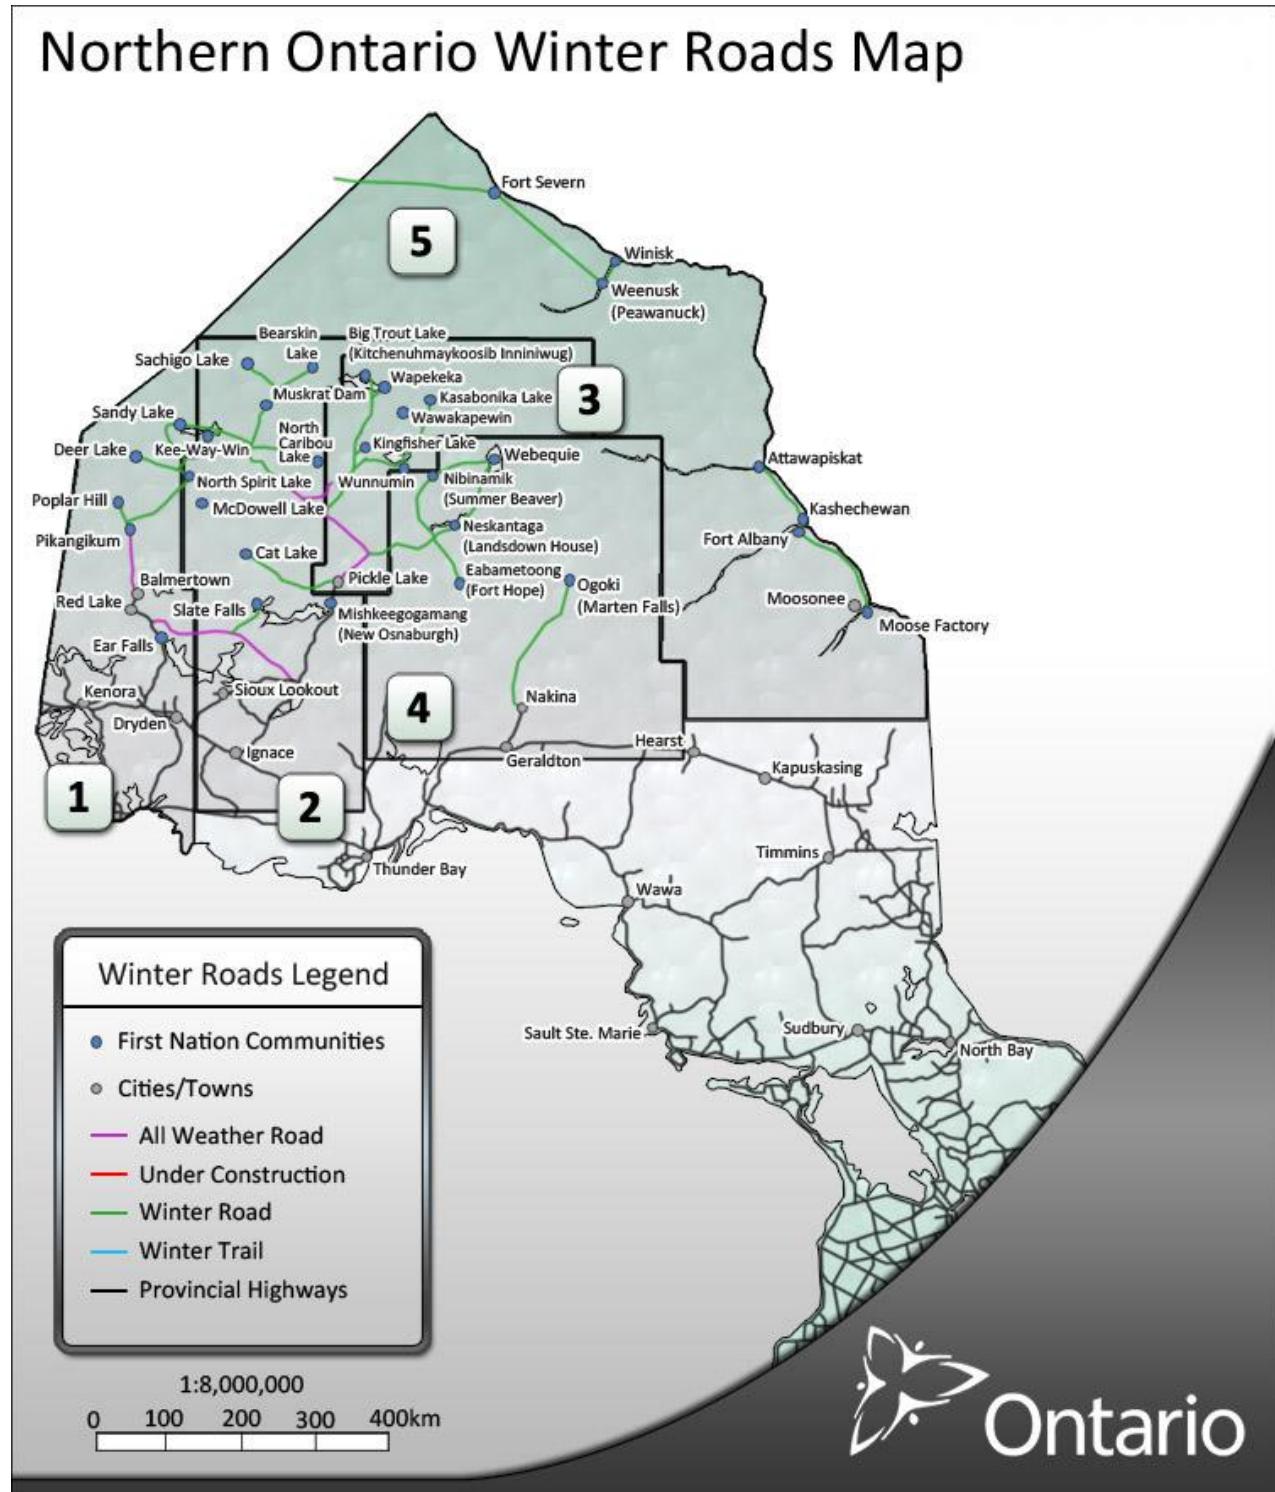 Northern Ontario Winter Roads Map
Fort Severn
5
Winisk
Weenusk
(Peawanuck)
Bearskin
Lake
Big Trout Lake
(Kitchenuhmaykoosib Inniniwug)
Sachigo Lake
Wapekeka
3
Muskrat Dam
Kasabonika Lake
Wawakapewin
Sandy Lake
North
Caribou
Lake
Deer Lake
Kee-Way-Win
Kingfisher Lake
Webequie
Attawapiskat
North Spirit Lake
Wunnumin
Nibinamik
(Summer Beaver)
Poplar Hill
McDowell Lake
Kashechewan
Pikangikum
Neskantaga
(Landsdown House)
Fort Albany
Cat Lake
Eabametoong
(Fort Hope)
Balmertown
Pickle Lake
Ogoki
(Marten Falls)
Red Lake
Slate Falls
Mishkeegogamang
(New Osnaburgh)
Moosonee
Moose Factory
Ear Falls
Kenora
Sioux Lookout
4
Nakina
Dryden
Ignace
Geraldton
Hearst
Kapuskasing
1
2
Thunder Bay
Timmins
Wawa
Sault Ste. Marie
Sudbury
North Bay
Winter Roads Legend
First Nation Communities
Cities/Towns
All Weather Road
Under Construction
Winter Road
Winter Trail
Provincial Highways
1:8,000,000
0 100 200 300 400km
Ontario